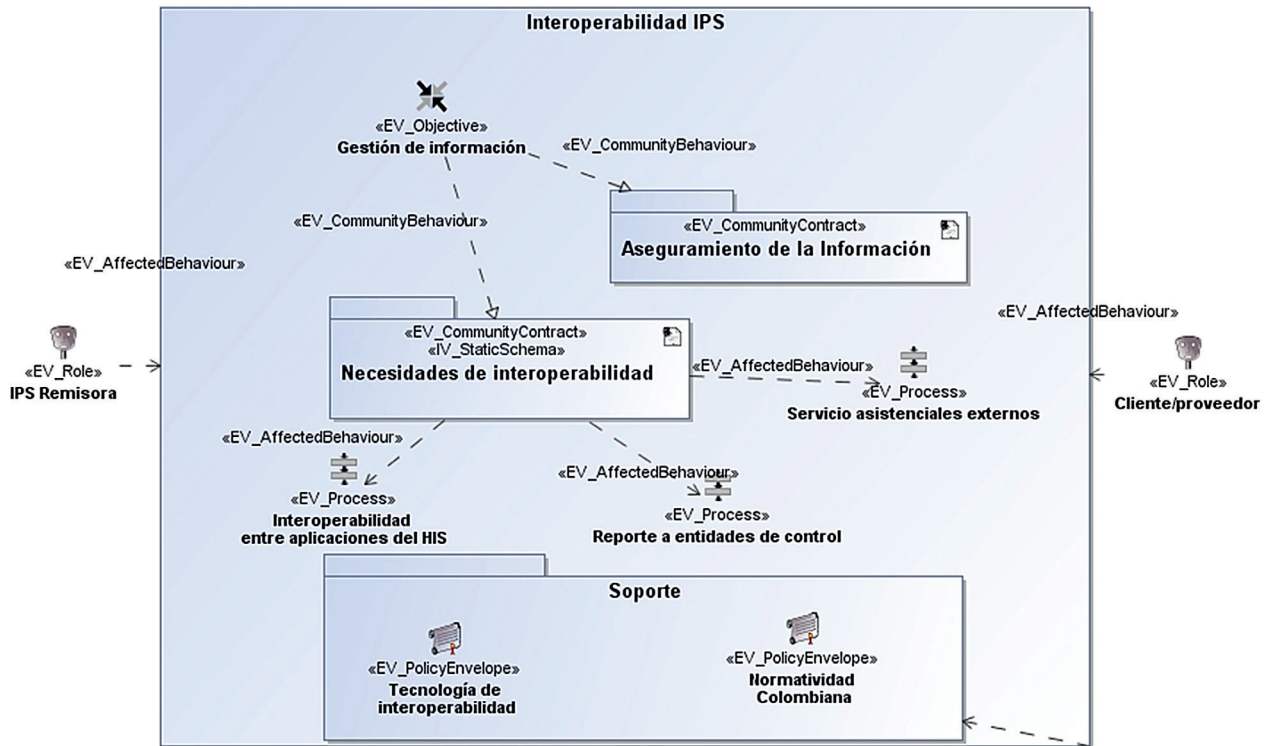 Interoperabilidad IPS
«EV_Objective»
Gestión de información
«EV_CommunityBehaviour»
«EV_CommunityBehaviour»
«EV_CommunityContract»
Aseguramiento de la Información
«EV_AffectedBehaviour»
«EV_Role»
IPS Remisora
«EV_CommunityContract»
«IV_StaticSchema»
Necesidades de interoperabilidad
«EV_AffectedBehaviour»
«EV_Process»
Servicio asistenciales externos
«EV_AffectedBehaviour»
«EV_Role»
Cliente/proveedor
«EV_AffectedBehaviour»
«EV_Process»
Interoperabilidad
entre aplicaciones del HIS
«EV_AffectedBehaviour»
«EV_Process»
Reporte a entidades de control
Soporte
«EV_PolicyEnvelope»
Tecnología de
interoperabilidad
«EV_PolicyEnvelope»
Normatividad
Colombiana